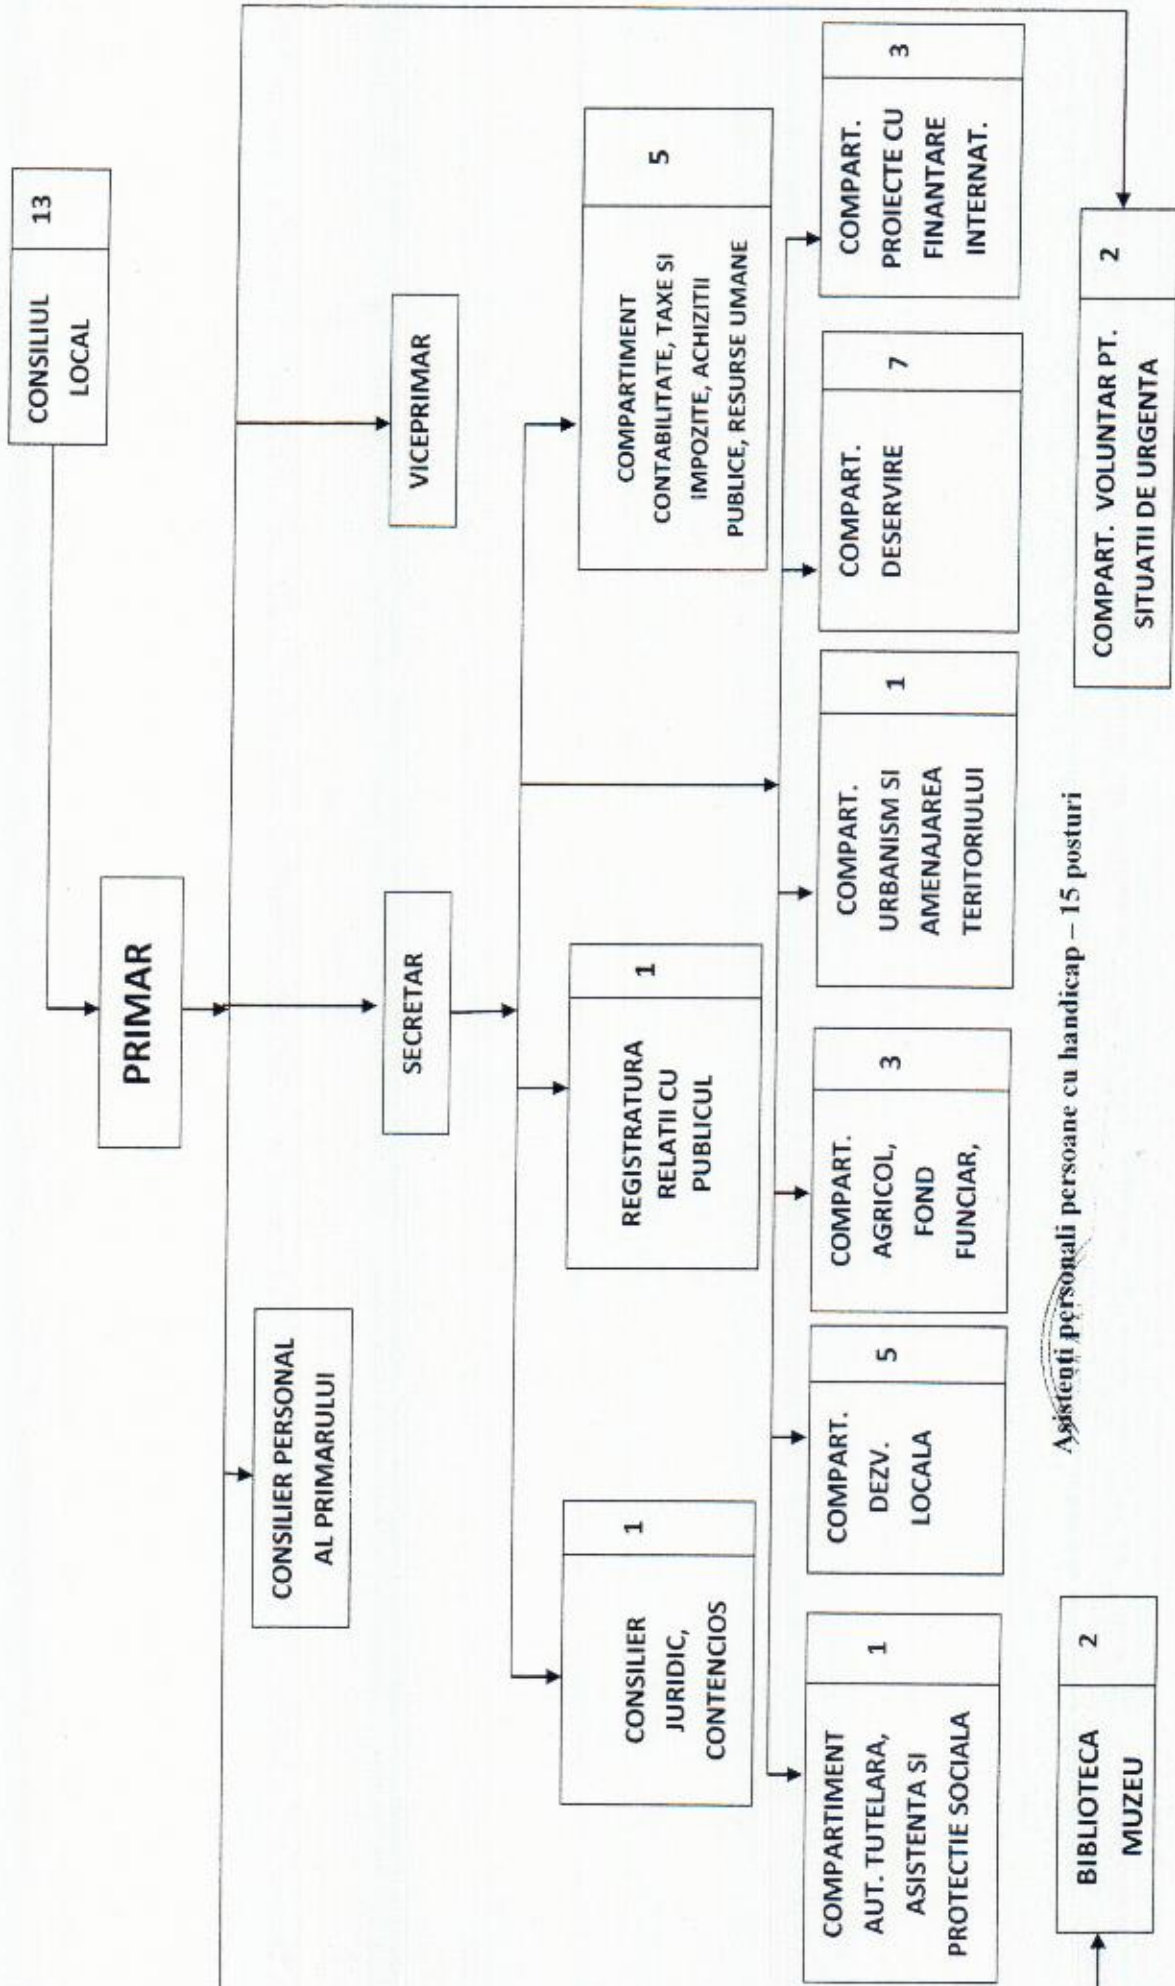 CONSILIUL
LOCAL
13
PRIMAR
CONSILIER PERSONAL
AL PRIMARULUI
SECRETAR
VICEPRIMAR
CONSILIER
JURIDIC,
CONTENCIOS
1
REGISTRATURA
RELATII CU
PUBLICUL
1
COMPARTIMENT
CONTABILITATE, TAXE SI
IMPOZITE, ACHIZITII
PUBLICE, RESURSE UMANE
5
COMPARTIMENT
AUT. TUTELARA,
ASISTENTA SI
PROTECTIE SOCIALA
1
COMPART.
DEZV.
LOCALA
5
COMPART.
AGRICOL,
FOND
FUNCIAR,
3
COMPART.
URBANISM SI
AMENAJAREA
TERITORIULUI
1
COMPART.
DESERVIRE
7
COMPART.
PROIECTE CU
FINANTARE
INTERNAT.
3
BIBLIOTECA
MUZEU
2
Asistenți personali persoane cu handicap – 15 posturi
COMPART. VOLUNTAR PT.
SITUATII DE URGENTA
2